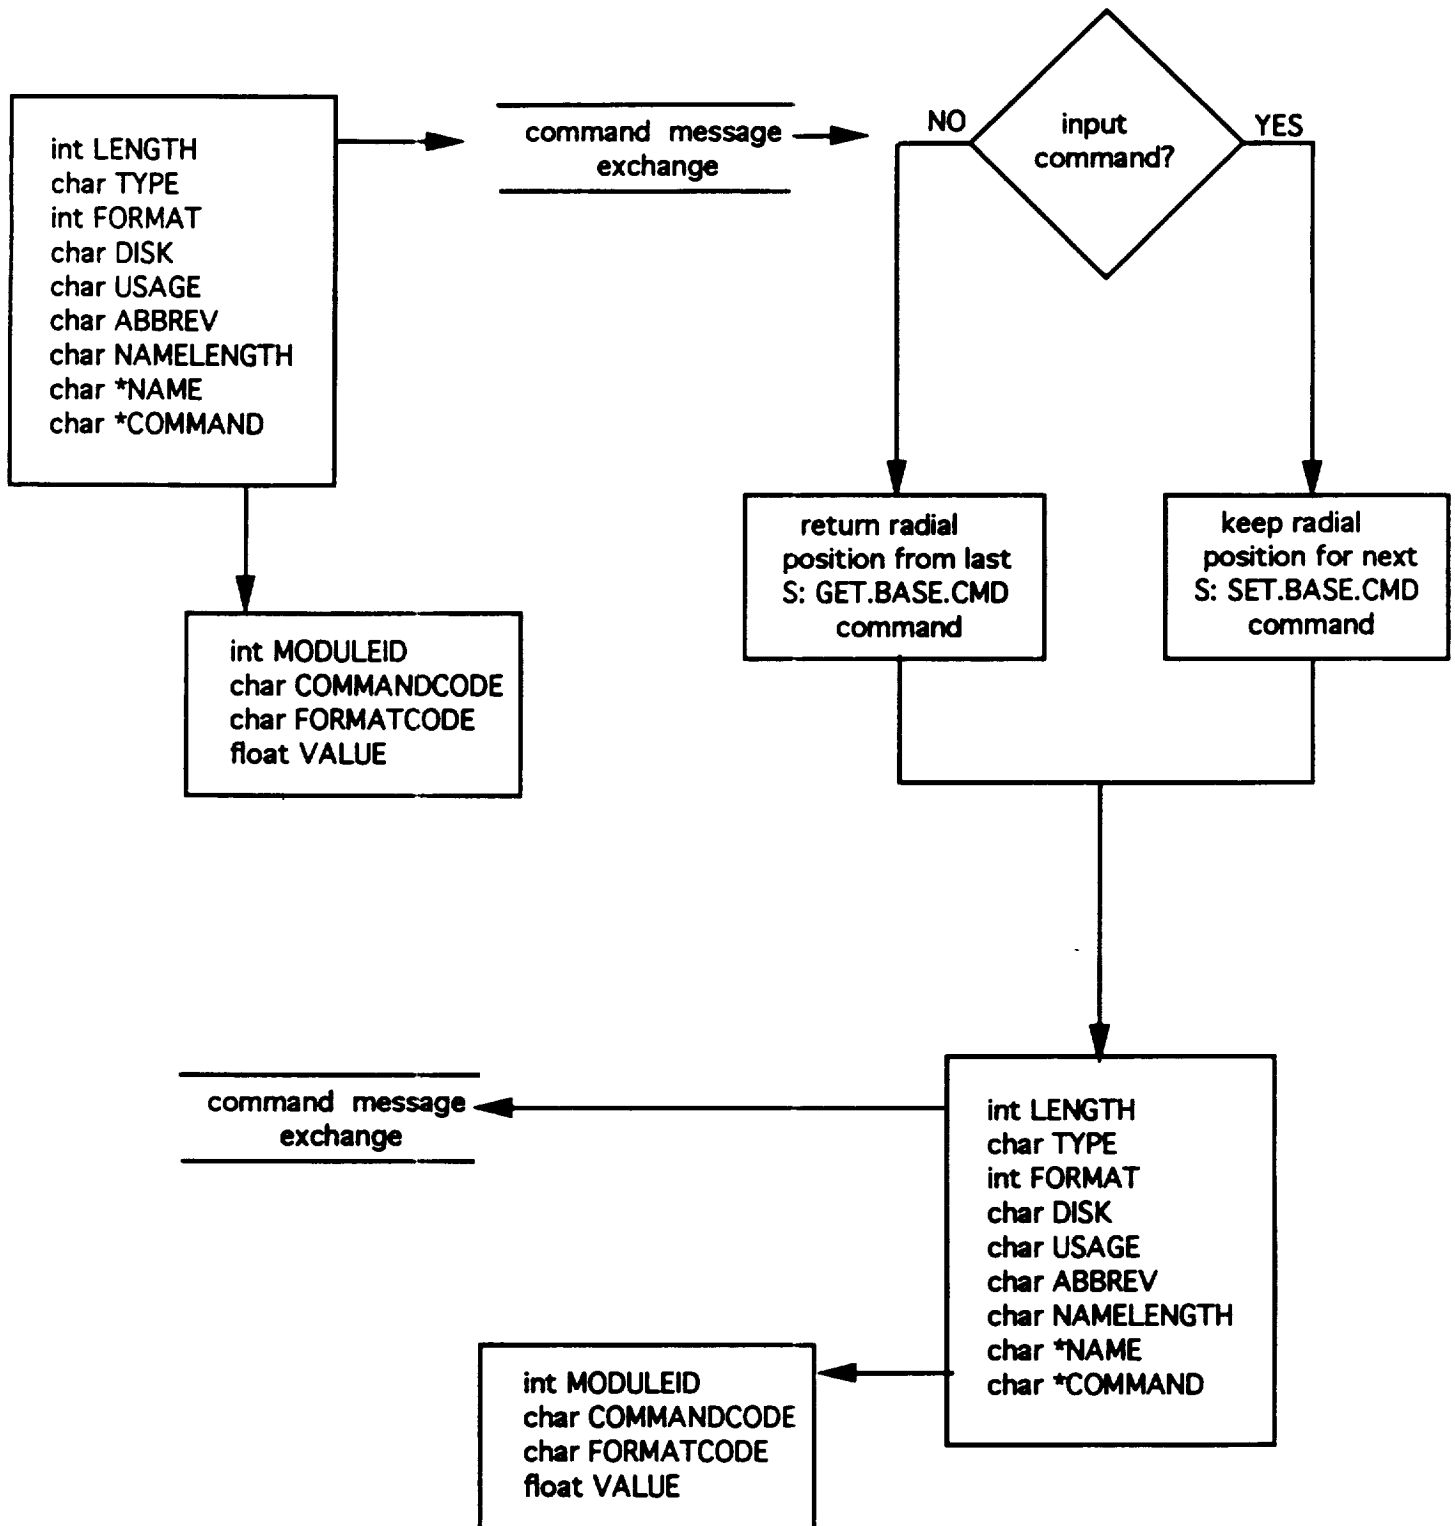 int LENGTH
char TYPE
int FORMAT
char DISK
char USAGE
char ABBREV
char NAMELENGTH
char *NAME
char *COMMAND
command message
exchange
NO
input
command?
YES
int MODULEID
char COMMANDCODE
char FORMATCODE
float VALUE
return radial
position from last
S: GET.BASE.CMD
command
keep radial
position for next
S: SET.BASE.CMD
command
command message
exchange
int LENGTH
char TYPE
int FORMAT
char DISK
char USAGE
char ABBREV
char NAMELENGTH
char *NAME
char *COMMAND
int MODULEID
char COMMANDCODE
char FORMATCODE
float VALUE